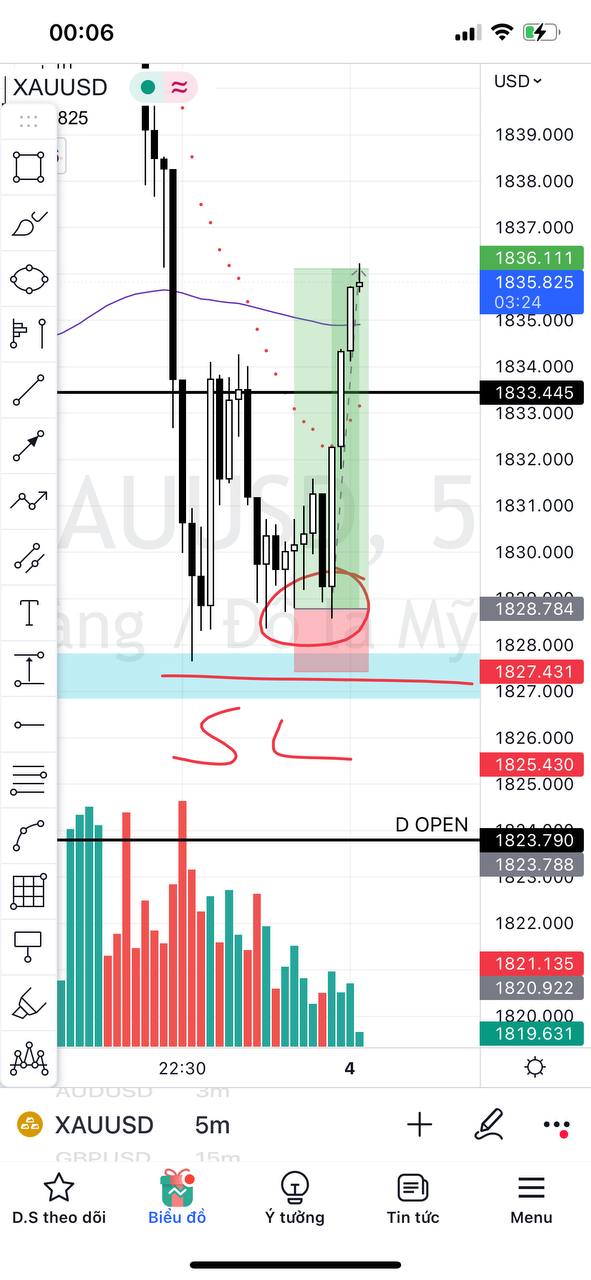 00:06
XAUUSD
USD
825
1839.000
1838.000
1837.000
1836.111
1835.825
03:24
1835.000
1834.000
1833.445
1833.000
1832.000
1831.000
1830.000
1828.784
1828.000
1827.431
1827.000
1826.000
1825.430
1825.000
D OPEN
1823.790
1823.788
1823.000
1822.000
1821.135
1820.922
1820.000
1819.631
AUUSD, 5
àng / Đô la Mỹ
SL
22:30
4
AUDUSD 3m
XAUUSD 5m
GBPUSD 15m
D.S theo dõi
Biểu đồ
Ý tưởng
Tin tức
Menu